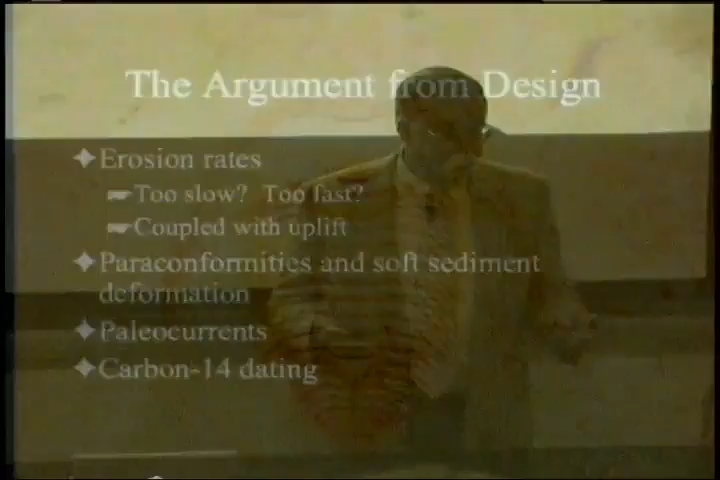 The Argument from Design
Erosion rates
Too slow? Too fast?
Coupled with uplift
Paraconformities and soft sediment
deformation
Paleocurrents
Carbon-14 dating